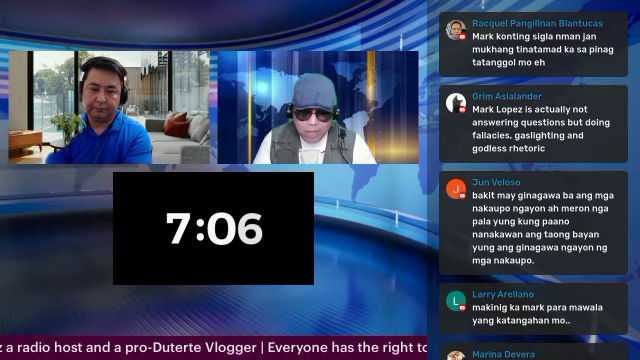 Racquel Pangilinan Blantucas
Mark konting sigla nman jan
mukhang tinatamad ka sa pinag
tatanggol mo eh
Grim Asialander
Mark Lopez is actually not
answering questions but doing
fallacies, gaslighting and
godless rhetoric
Jun Veloso
bakit may ginagawa ba ang mga
nakaupo ngayon ah meron nga
pala yung kung paano
nanakawan ang taong bayan
yung ang ginagawa ngayon ng
mga nakaupo.
Larry Arellano
makinig ka mark para mawala
yang katangahan mo..
Marina Devera
7:06
z a radio host and a pro-Duterte Vlogger | Everyone has the right to